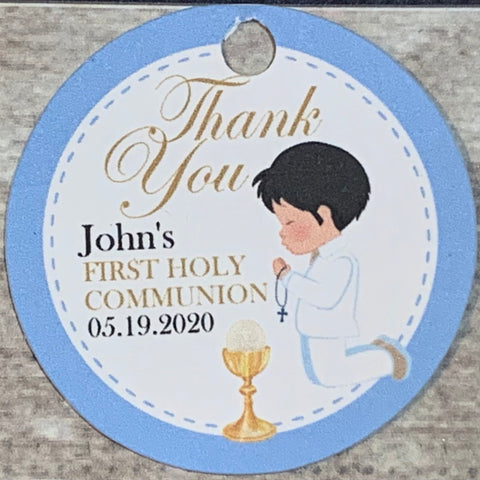 Thank
You
John's
FIRST HOLY
COMMUNION
05.19.2020